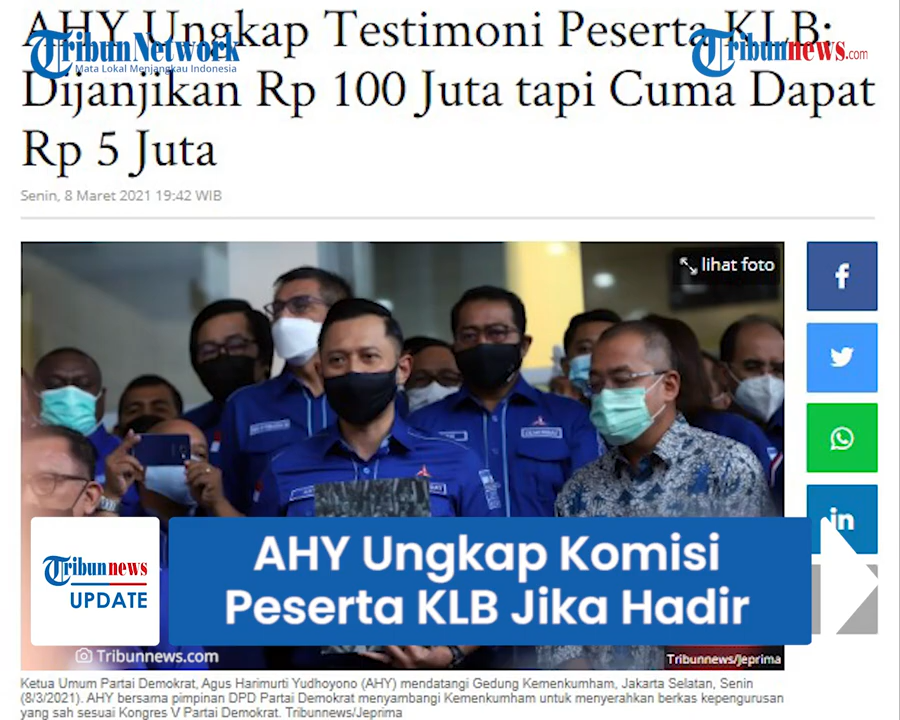 AHY Ungkap Testimoni Peserta KLB:
Tribun Network
Mata Lokal Menjangkau Indonesia
Tribunnews.com
Dijanjikan Rp 100 Juta tapi Cuma Dapat
Rp 5 Juta
Senin, 8 Maret 2021 19:42 WIB
lihat foto
f
in
Tribunnews
UPDATE
AHY Ungkap Komisi
Peserta KLB Jika Hadir
Tribunnews.com
Tribunnews/Jeprima
Ketua Umum Partai Demokrat, Agus Harimurti Yudhoyono (AHY) mendatangi Gedung Kemenkumham, Jakarta Selatan, Senin
(8/3/2021). AHY bersama pimpinan DPD Partai Demokrat menyambangi Kemenkumham untuk menyerahkan berkas kepengurusan
yang sah sesuai Kongres V Partai Demokrat. Tribunnews/Jeprima